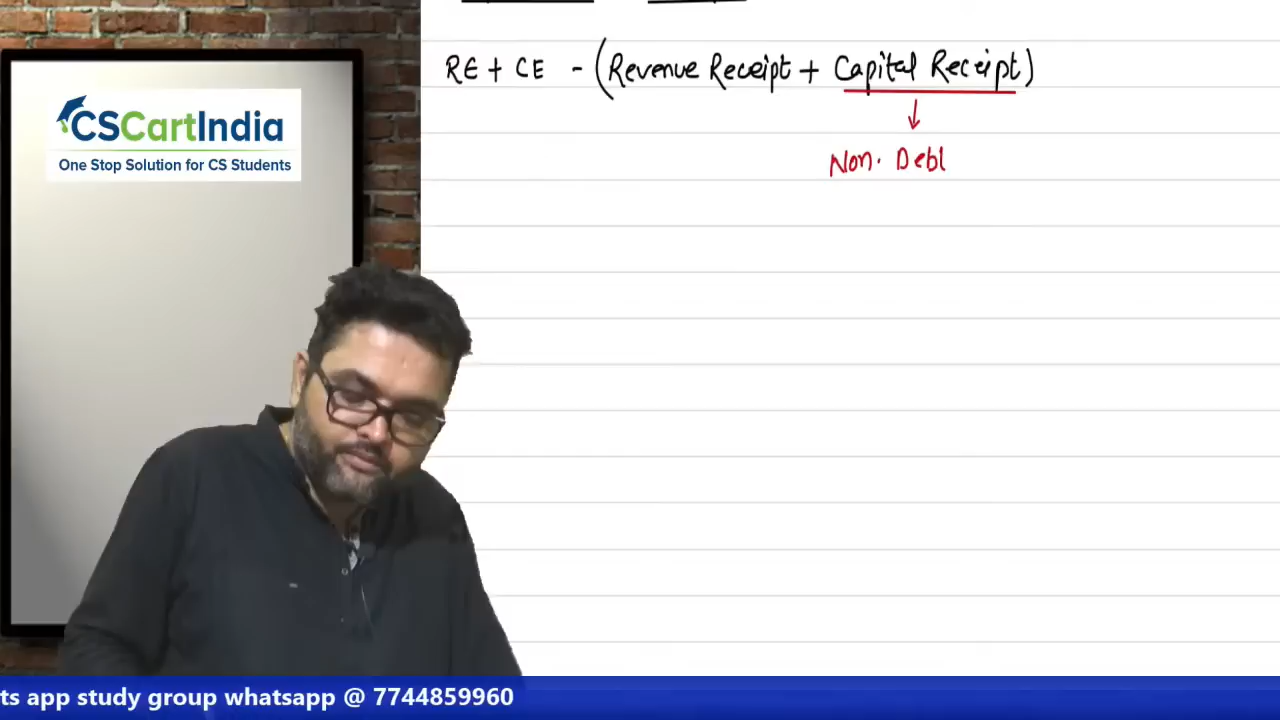 CSCartIndia
One Stop Solution for CS Students
RE + CE - (Revenue Receipt + Capital Receipt)
Non. Debt
ts app study group whatsapp @ 7744859960